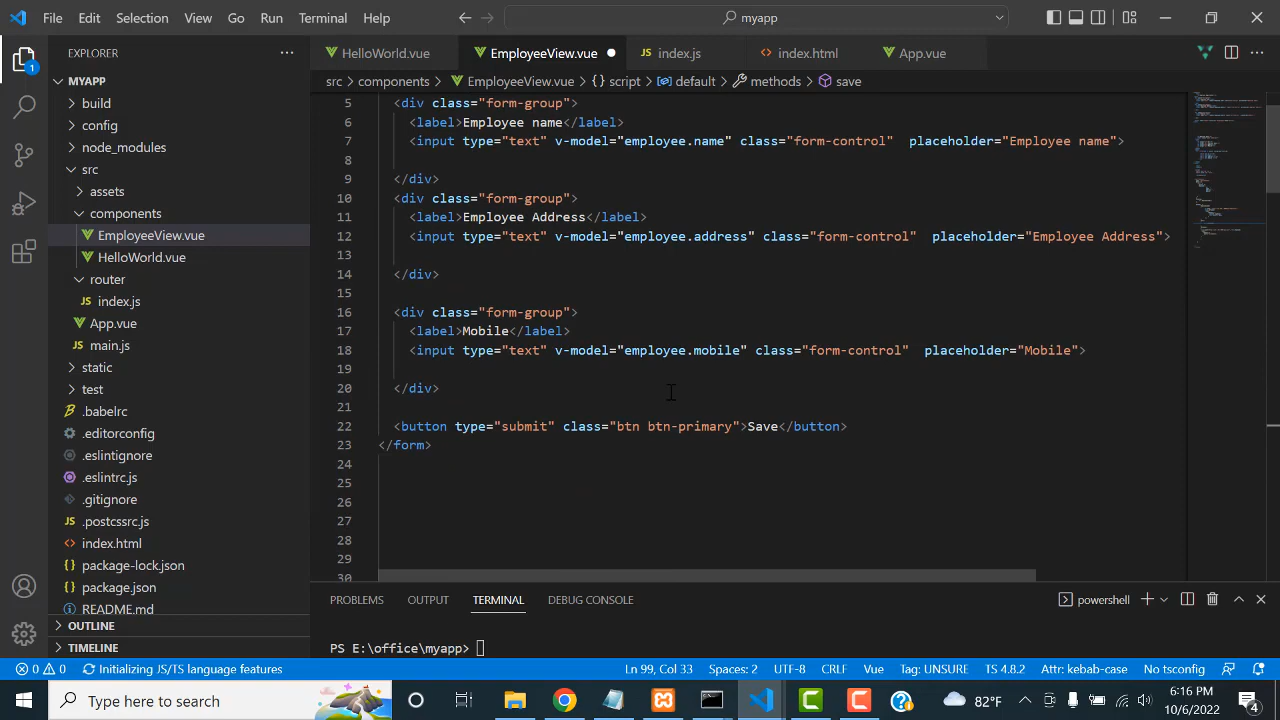 File Edit Selection View Go Run Terminal Help
myapp
EXPLORER
HelloWorld.vue
EmployeeView.vue
index.js
index.html
App.vue
src > components > EmployeeView.vue > {} script > default > methods > save
MYAPP
build
config
node_modules
src
assets
components
EmployeeView.vue
HelloWorld.vue
router
index.js
App.vue
main.js
static
test
.babelrc
.editorconfig
.eslintignore
.eslintrc.js
.gitignore
.postcssrc.js
index.html
package-lock.json
package.json
README.md
OUTLINE
TIMELINE
1
5 <div class="form-group">
6 <label>Employee name</label>
7 <input type="text" v-model="employee.name" class="form-control"  placeholder="Employee name">
8
9 </div>
10 <div class="form-group">
11 <label>Employee Address</label>
12 <input type="text" v-model="employee.address" class="form-control"  placeholder="Employee Address">
13
14 </div>
15
16 <div class="form-group">
17 <label>Mobile</label>
18 <input type="text" v-model="employee.mobile" class="form-control"  placeholder="Mobile">
19
20 </div>
21
22 <button type="submit" class="btn btn-primary">Save</button>
23 </form>
24
25
26
27
28
29
30
PROBLEMS OUTPUT TERMINAL DEBUG CONSOLE
powershell
PS E:\office\myapp>
0 0 Initializing JS/TS language features
Ln 99, Col 33 Spaces: 2 UTF-8 CRLF Vue Tag: UNSURE TS 4.8.2 Attr: kebab-case No tsconfig
Type here to search
82°F
6:16 PM
10/6/2022
4